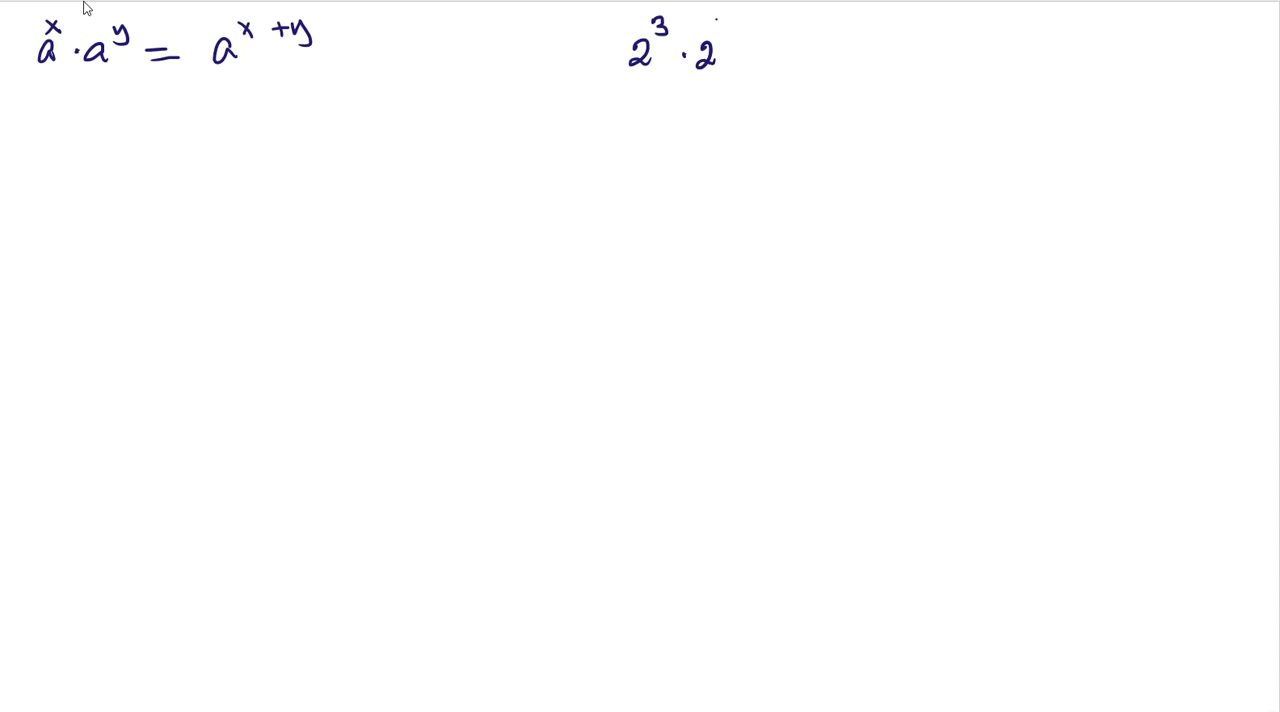 a^x · a^y = a^{x+y}    2^3 · 2